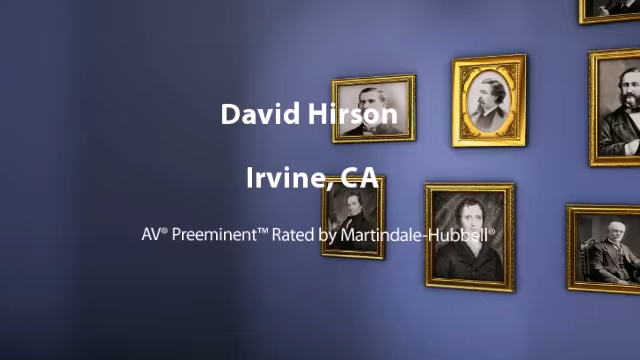 David Hirson
Irvine, CA
AV® Preeminent™ Rated by Martindale-Hubbell®